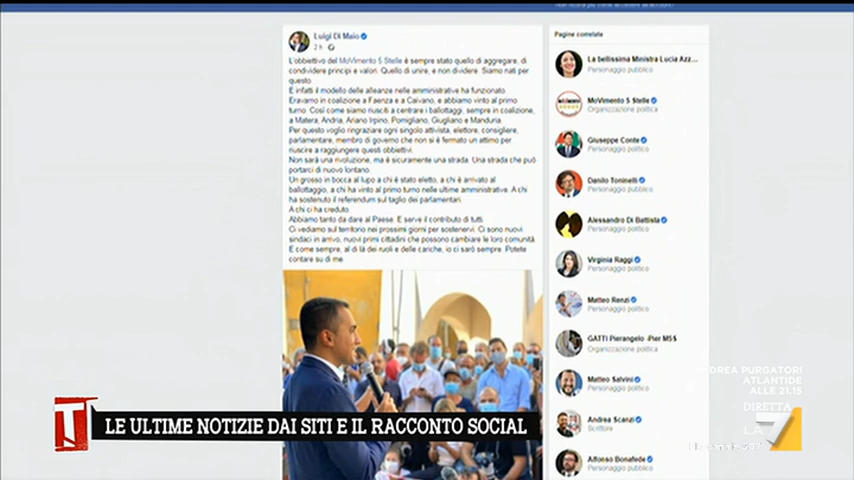 Luigi Di Maio
2 h
L'obbiettivo del MoVimento 5 Stelle è sempre stato quello di aggregare, di
condividere principi e valori. Quello di unire, e non dividere. Siamo nati per
questo.
E infatti il modello delle alleanze nelle amministrative ha funzionato.
Eravamo in coalizione a Faenza e a Caivano, e abbiamo vinto al primo
turno. Così come siamo riusciti a centrare i ballottaggi, sempre in coalizione,
a Matera, Andria, Ariano Irpino, Pomigliano, Giugliano e Manduria.
Per questo voglio ringraziare ogni singolo attivista, elettore, consigliere,
parlamentare, membro di governo che non si è fermato un attimo per
riuscire a raggiungere questi obbiettivi.
Non sarà una rivoluzione, ma è sicuramente una strada. Una strada che può
portarci di nuovo lontano.
Un grosso in bocca al lupo a chi è stato eletto, a chi è arrivato al
ballottaggio, a chi ha vinto al primo turno nelle ultime amministrative. A chi
ha sostenuto il referendum sul taglio dei parlamentari.
A chi ci ha creduto.
Abbiamo tanto da dare al Paese. E serve il contributo di tutti.
Ci vediamo sul territorio nei prossimi giorni per sostenervi. Ci sono nuovi
sindaci in arrivo, nuovi primi cittadini che possono cambiare le loro comunità.
E come sempre, al di là dei ruoli e delle cariche, io ci sarò sempre. Potete
contare su di me.
Pagine correlate
La bellissima Ministra Lucia Azz...
Personaggio pubblico
MoVimento 5 Stelle
Organizzazione politica
Giuseppe Conte
Personaggio politico
Danilo Toninelli
Personaggio pubblico
Alessandro Di Battista
Personaggio politico
Virginia Raggi
Personaggio politico
Matteo Renzi
Personaggio politico
GATTI Pierangelo -Pier M5S
Organizzazione politica
Matteo Salvini
Personaggio politico
Andrea Scanzi
Scrittore
Alfonso Bonafede
Personaggio politico
T
LE ULTIME NOTIZIE DAI SITI E IL RACCONTO SOCIAL
ANDREA PURGATORI
ATLANTIDE
ALLE 21.15
DIRETTA
LA 7